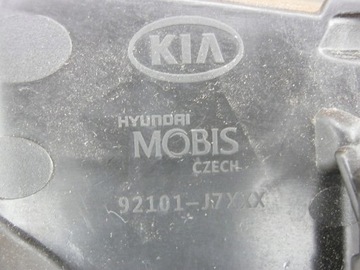 KIA
HYUNDAI
MOBIS
CZECH
92101-J7XXX